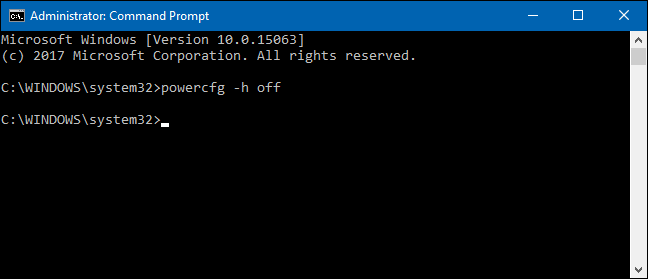 Administrator: Command Prompt
Microsoft Windows [Version 10.0.15063]
(c) 2017 Microsoft Corporation. All rights reserved.
C:\WINDOWS\system32>powercfg -h off
C:\WINDOWS\system32>